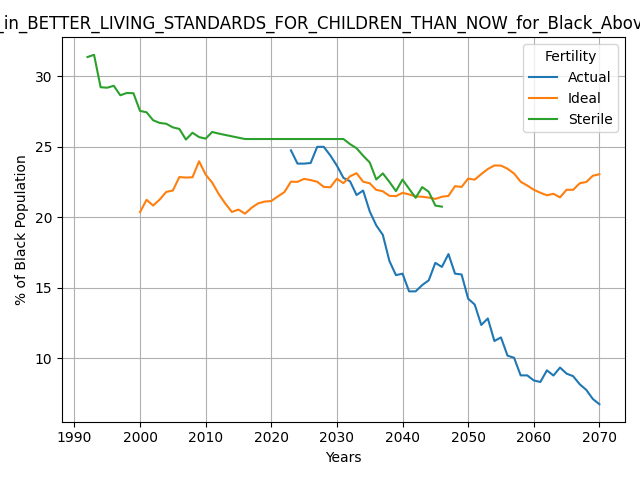 _in_BETTER_LIVING_STANDARDS_FOR_CHILDREN_THAN_NOW_for_Black_Abov
Fertility
Actual
Ideal
Sterile
% of Black Population
30
25
20
15
10
1990 2000 2010 2020 2030 2040 2050 2060 2070
Years